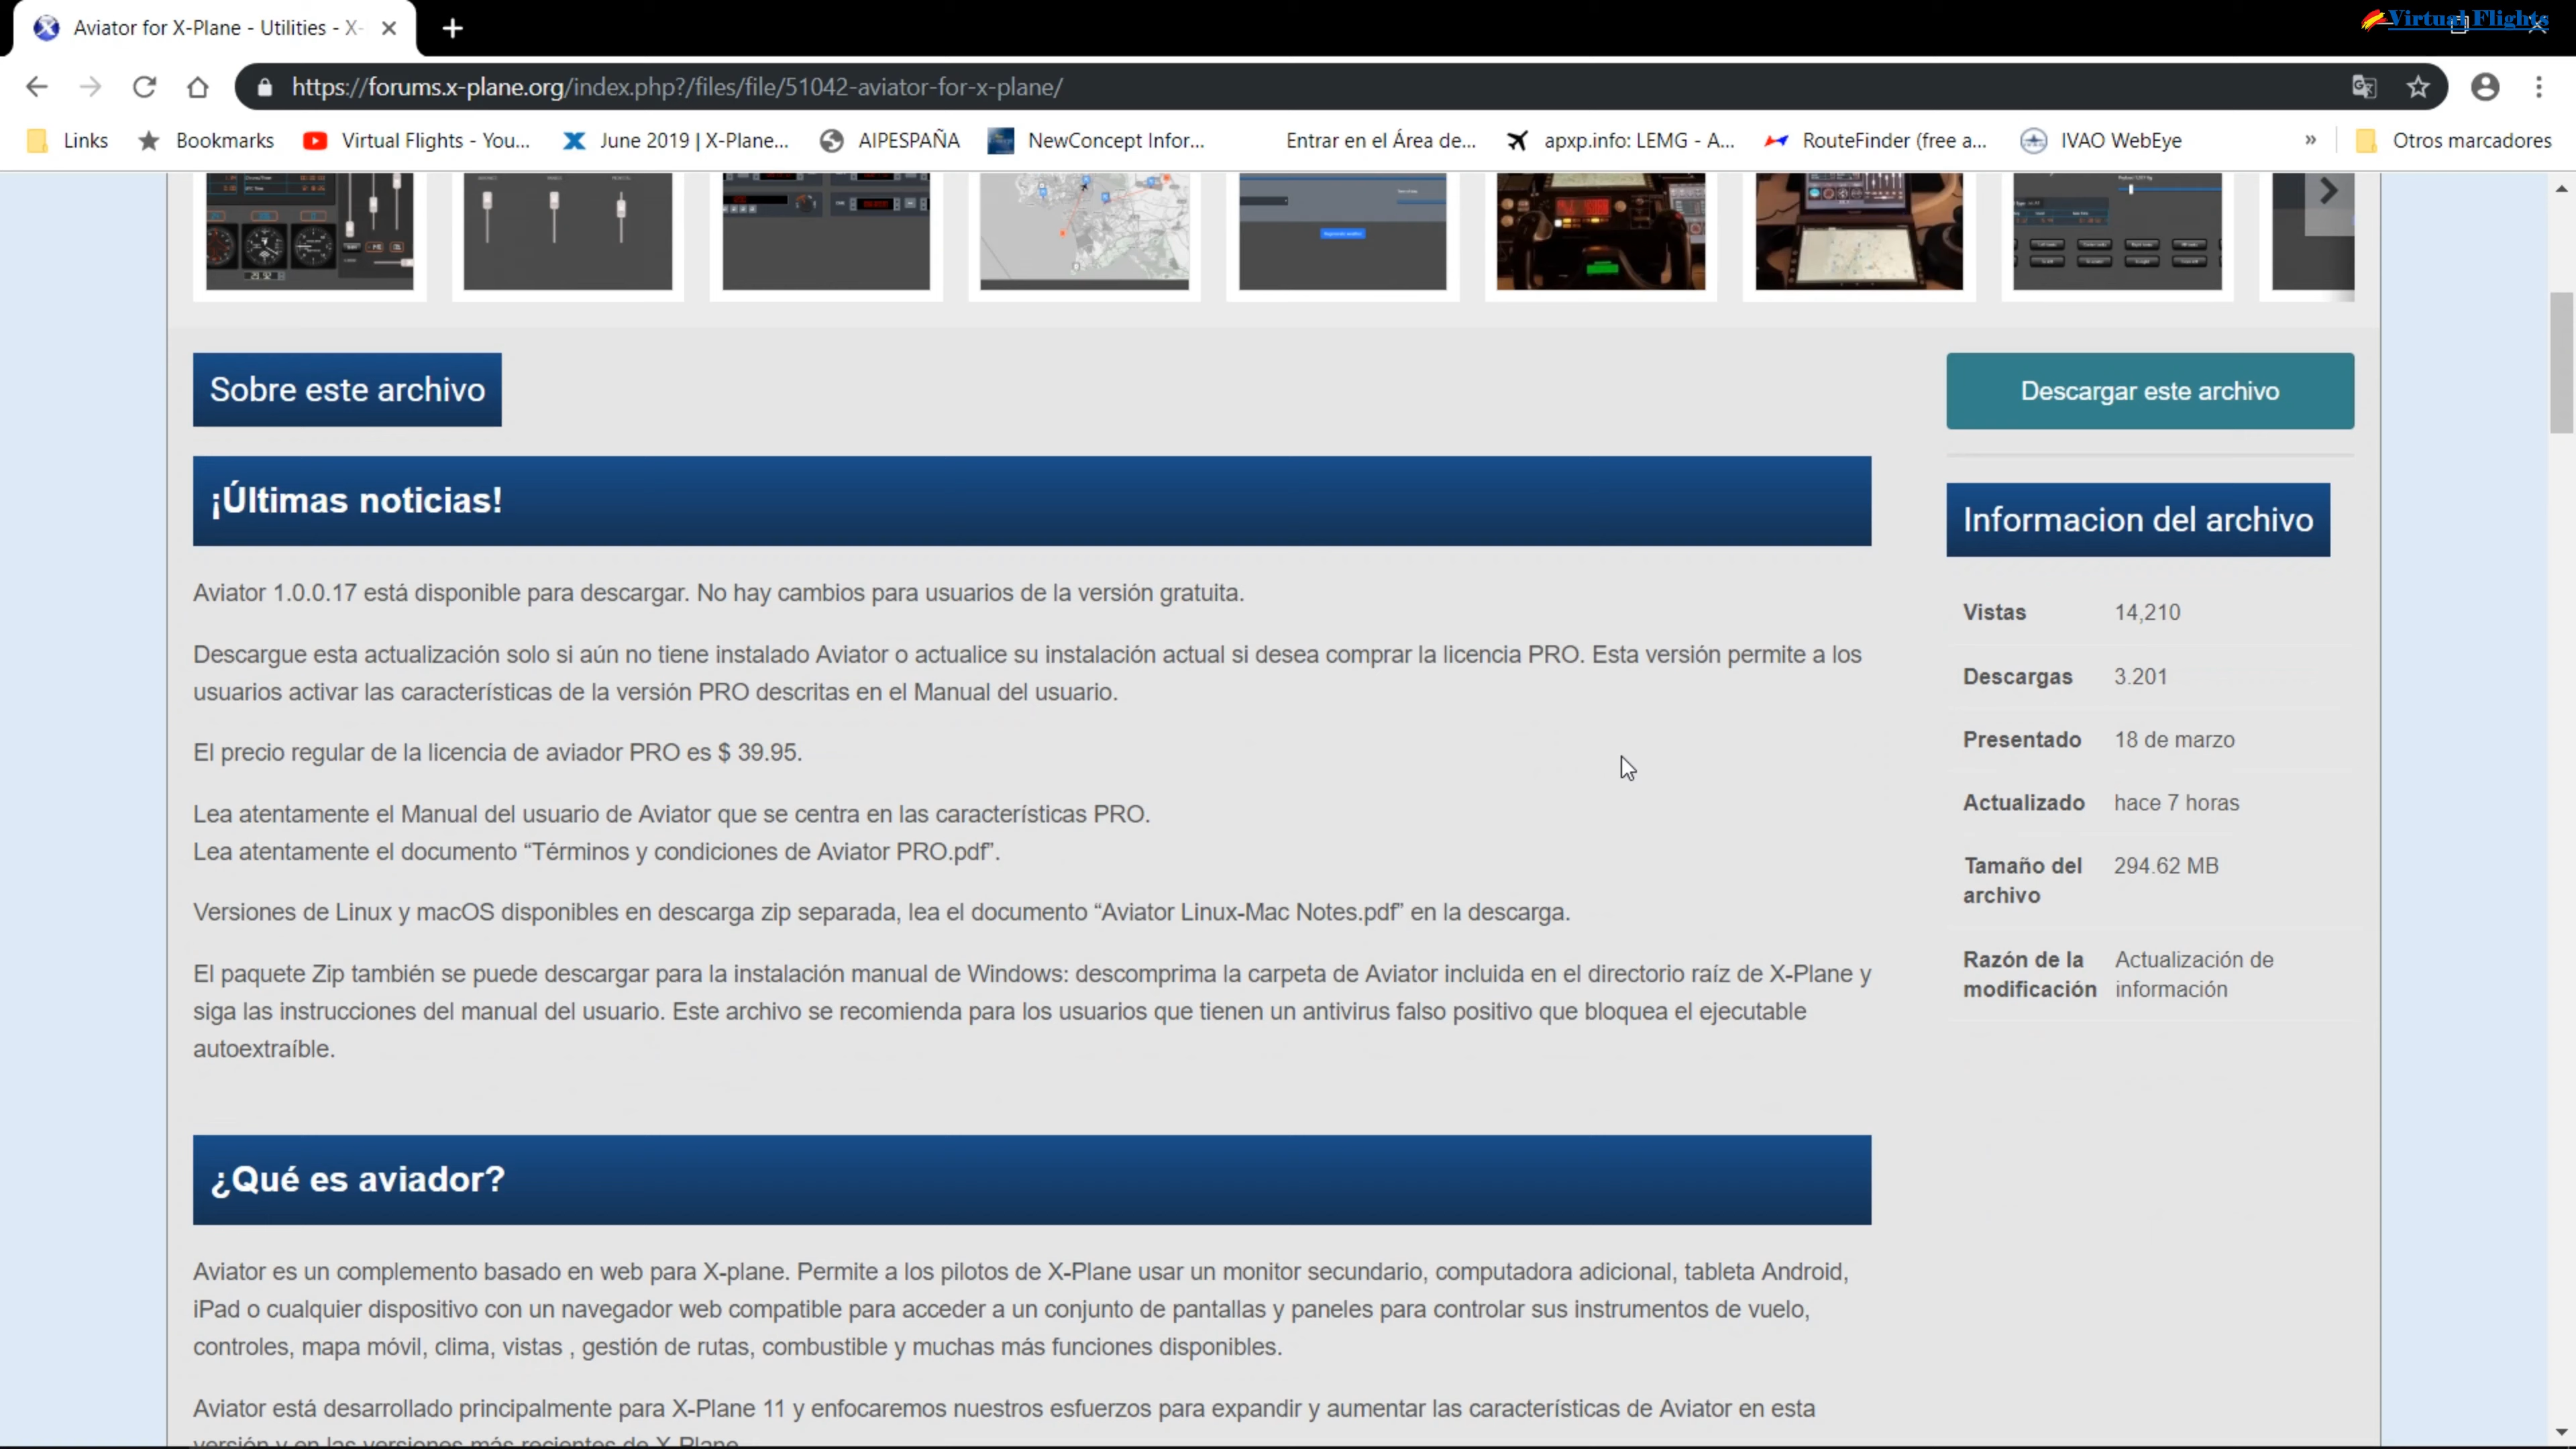 Aviator for X-Plane - Utilities - X-
Virtual Flights
https://forums.x-plane.org/index.php?/files/file/51042-aviator-for-x-plane/
Links Bookmarks Virtual Flights - You... June 2019 | X-Plane... AIPESPAÑA NewConcept Infor... Entrar en el Área de... apxp.info: LEMG - A... RouteFinder (free a... IVAO WebEye » Otros marcadores
Sobre este archivo
Descargar este archivo
¡Últimas noticias!
Aviator 1.0.0.17 está disponible para descargar. No hay cambios para usuarios de la versión gratuita.
Descargue esta actualización solo si aún no tiene instalado Aviator o actualice su instalación actual si desea comprar la licencia PRO. Esta versión permite a los
usuarios activar las características de la versión PRO descritas en el Manual del usuario.
El precio regular de la licencia de aviador PRO es $ 39.95.
Lea atentamente el Manual del usuario de Aviator que se centra en las características PRO.
Lea atentamente el documento “Términos y condiciones de Aviator PRO.pdf”.
Versiones de Linux y macOS disponibles en descarga zip separada, lea el documento “Aviator Linux-Mac Notes.pdf” en la descarga.
El paquete Zip también se puede descargar para la instalación manual de Windows: descomprima la carpeta de Aviator incluida en el directorio raíz de X-Plane y
siga las instrucciones del manual del usuario. Este archivo se recomienda para los usuarios que tienen un antivirus falso positivo que bloquea el ejecutable
autoextraíble.
Informacion del archivo
Vistas 14,210
Descargas 3.201
Presentado 18 de marzo
Actualizado hace 7 horas
Tamaño del 294.62 MB
archivo
Razón de la Actualización de
modificación información
¿Qué es aviador?
Aviator es un complemento basado en web para X-plane. Permite a los pilotos de X-Plane usar un monitor secundario, computadora adicional, tableta Android,
iPad o cualquier dispositivo con un navegador web compatible para acceder a un conjunto de pantallas y paneles para controlar sus instrumentos de vuelo,
controles, mapa móvil, clima, vistas , gestión de rutas, combustible y muchas más funciones disponibles.
Aviator está desarrollado principalmente para X-Plane 11 y enfocaremos nuestros esfuerzos para expandir y aumentar las características de Aviator en esta
versión y en las versiones más recientes de X-Plane